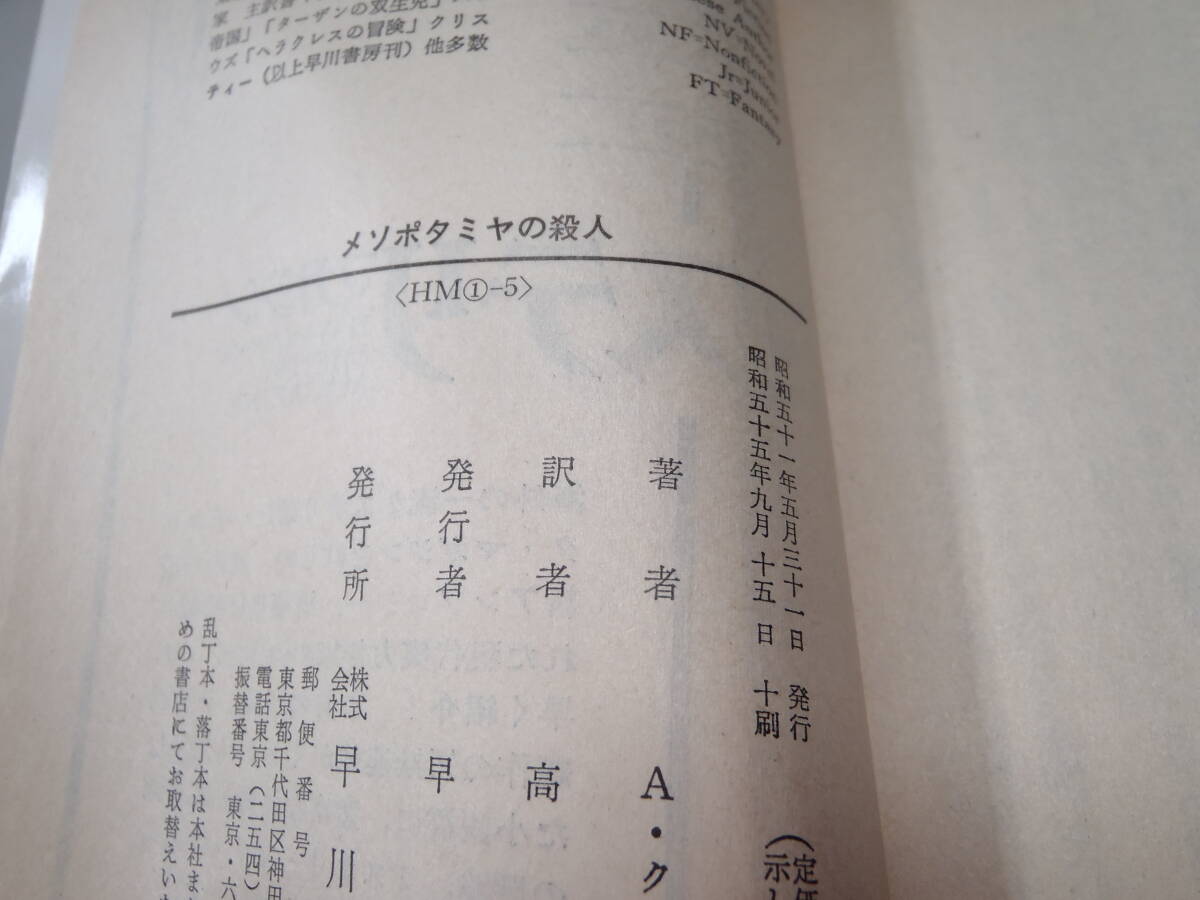 家 主訳書
帝国」「ターザンの双生児」
ウズ「ヘラクレスの冒険」クリス
ティー(以上早川書房刊)他多数
NV=Novel
NF=Nonfiction
Jr=Junior
FT=Fantasy
メソポタミヤの殺人
〈HM①-5〉
昭和五十一年五月三十一日 発行
昭和五十五年九月十五日 十刷
(定価
示し
著者 A・ク
訳者 高
発行者 早
発行所 株式会社 早川
郵便番号
東京都千代田区神田
電話東京(二五四)
振替番号 東京・六
乱丁本・落丁本は本社ま
めの書店にてお取替えいた